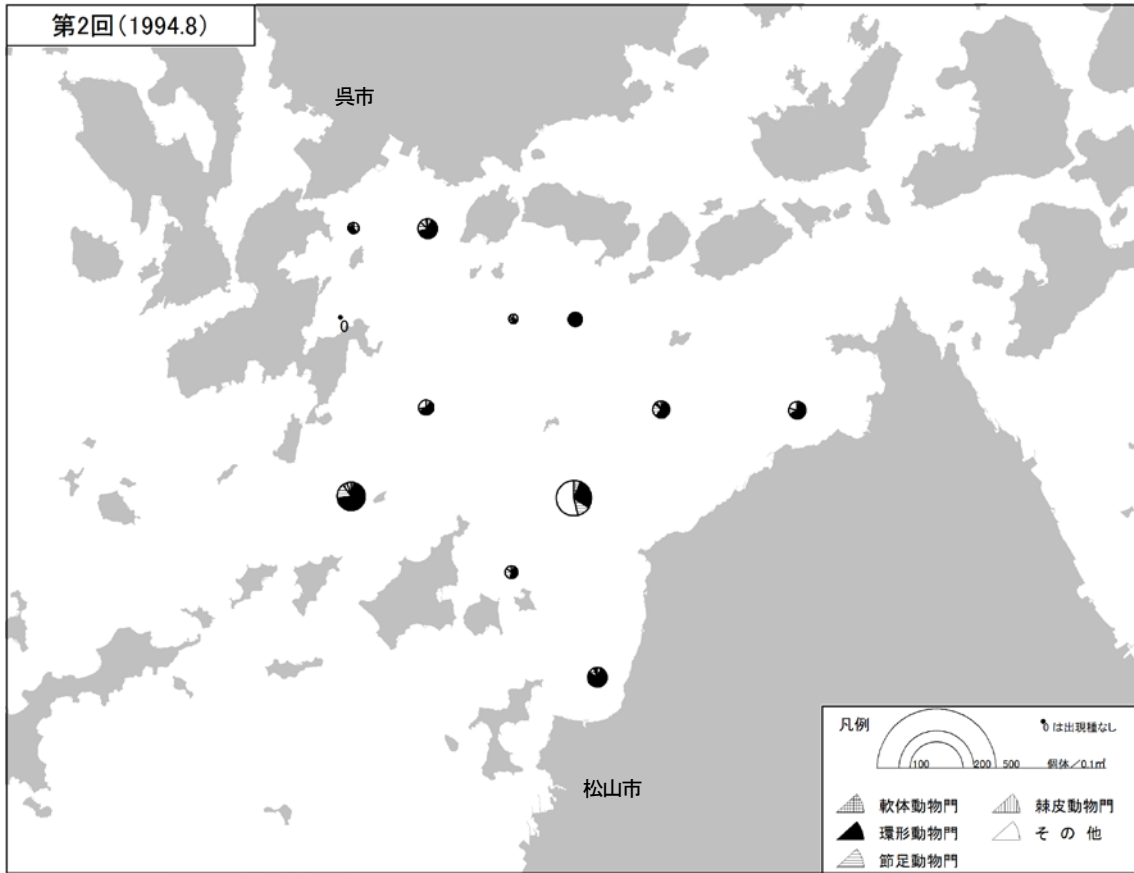 第2回(1994.8)
呉市
0
松山市
凡例
0 は出現種なし
100 200 500 個体/0.1㎡
軟体動物門 棘皮動物門
環形動物門 その他
節足動物門